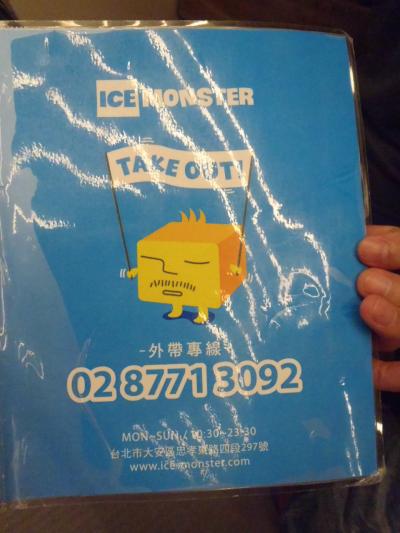 ICE MONSTER
TAKE OUT!
-外帶專線-
02 8771 3092
MON~SUN / 10:30~23:30
台北市大安區忠孝東路四段297號
www.ice-monster.com